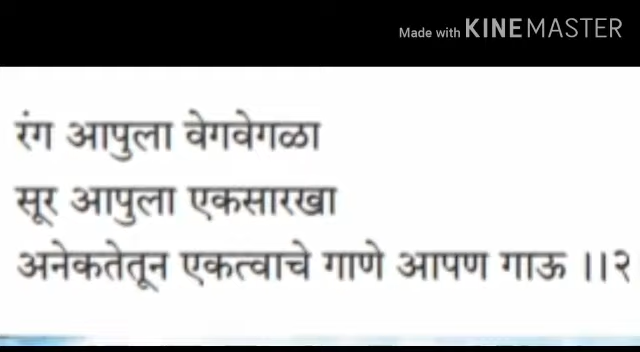 Made with KINEMASTER
रंग आपुला वेगवेगळा
सूर आपुला एकसारखा
अनेकतेतून एकत्वाचे गाणे आपण गाऊ ।।२